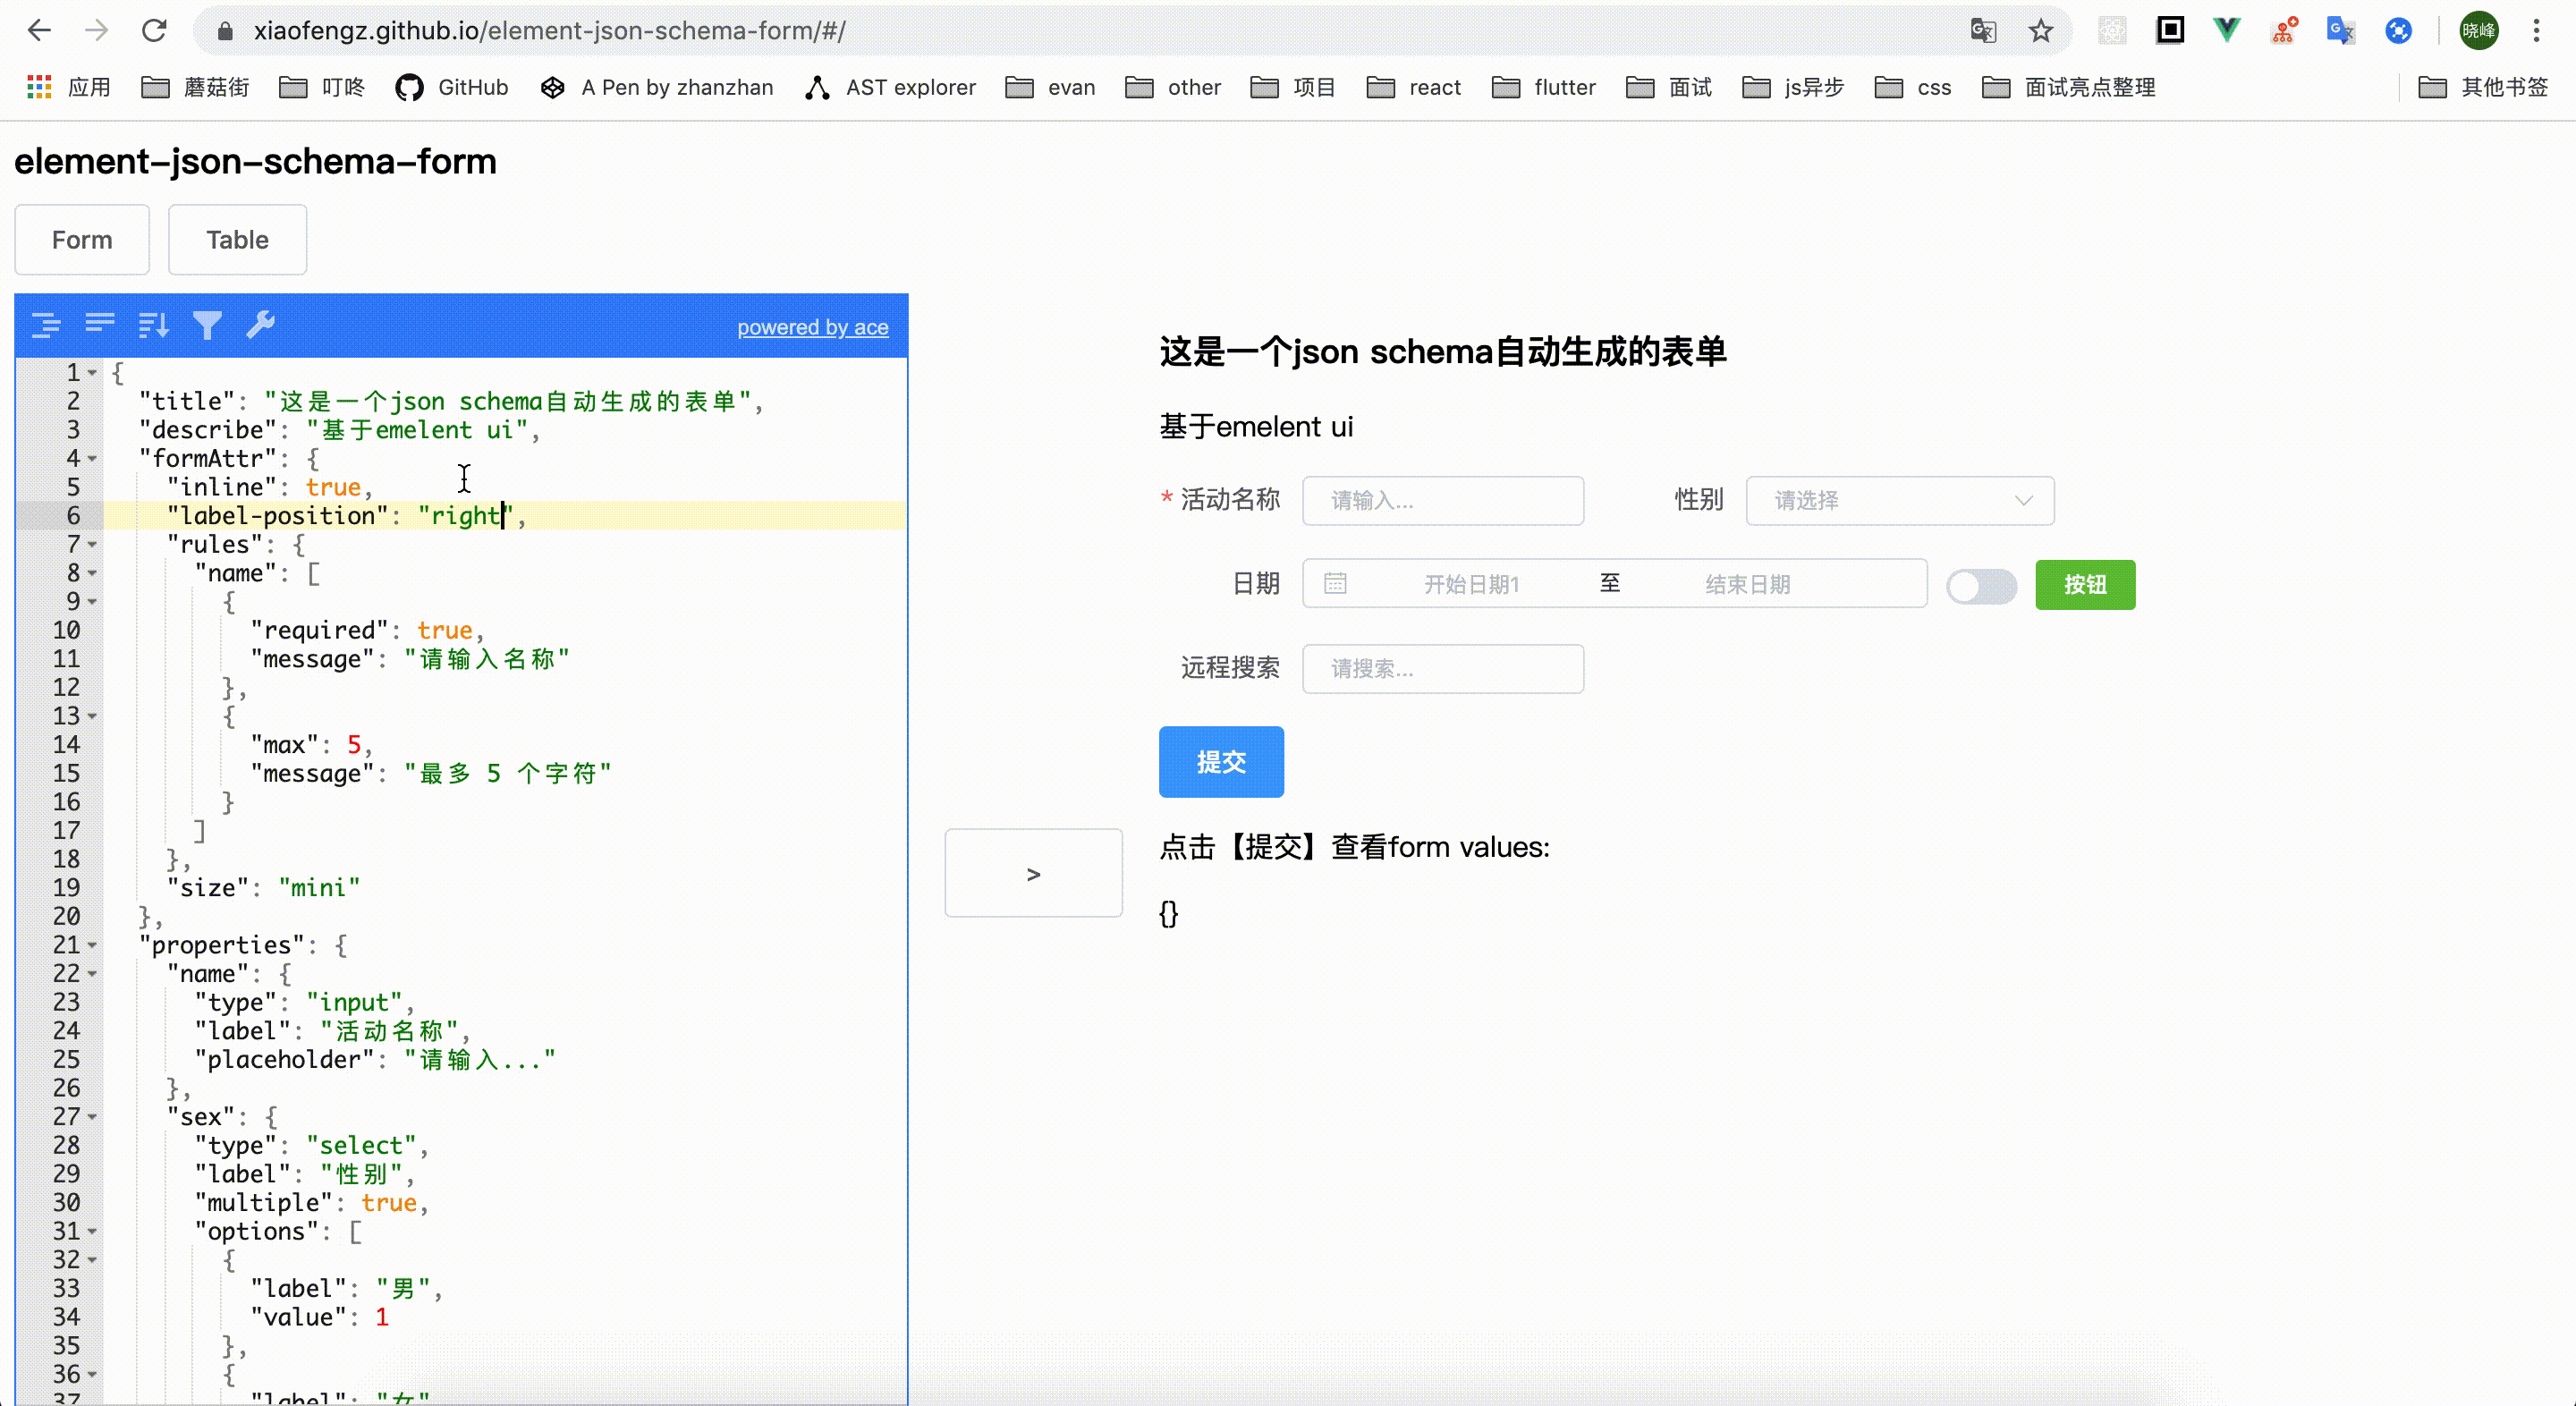 xiaofengz.github.io/element-json-schema-form/#/
晓峰
应用 蘑菇街 叮咚 GitHub A Pen by zhanzhan AST explorer evan other 项目 react flutter 面试 js异步 css 面试亮点整理 其他书签
element-json-schema-form
Form Table
powered by ace
1 {
2 "title": "这是一个json schema自动生成的表单",
3 "describe": "基于emelent ui",
4 "formAttr": {
5 "inline": true,
6 "label-position": "right",
7 "rules": {
8 "name": [
9 {
10 "required": true,
11 "message": "请输入名称"
12 },
13 {
14 "max": 5,
15 "message": "最多 5 个字符"
16 }
17 ]
18 },
19 "size": "mini"
20 },
21 "properties": {
22 "name": {
23 "type": "input",
24 "label": "活动名称",
25 "placeholder": "请输入..."
26 },
27 "sex": {
28 "type": "select",
29 "label": "性别",
30 "multiple": true,
31 "options": [
32 {
33 "label": "男",
34 "value": 1
35 },
36 {
37 "label": "女"
>
这是一个json schema自动生成的表单
基于emelent ui
* 活动名称 请输入... 性别 请选择
日期 开始日期1 至 结束日期 按钮
远程搜索 请搜索...
提交
点击【提交】查看form values:
{}